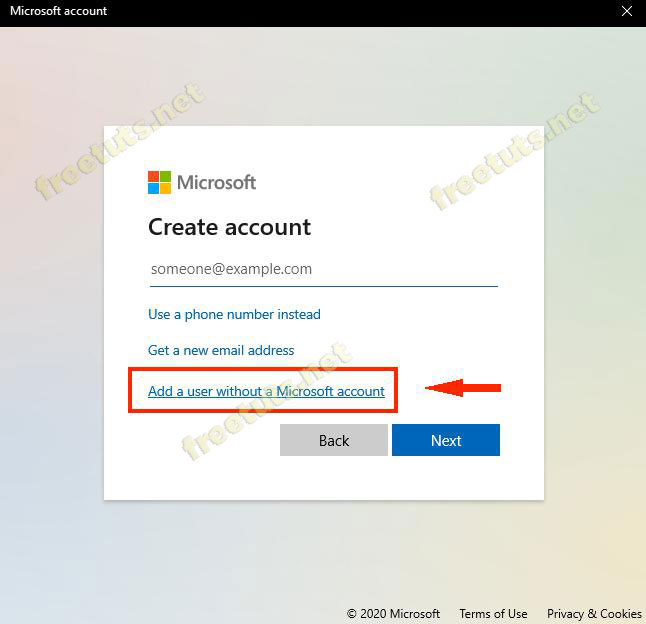 Microsoft account
freetuts.net
freetuts.net
Microsoft
Create account
someone@example.com
Use a phone number instead
Get a new email address
Add a user without a Microsoft account
freetuts.net
Back
Next
© 2020 Microsoft
Terms of Use
Privacy & Cookies